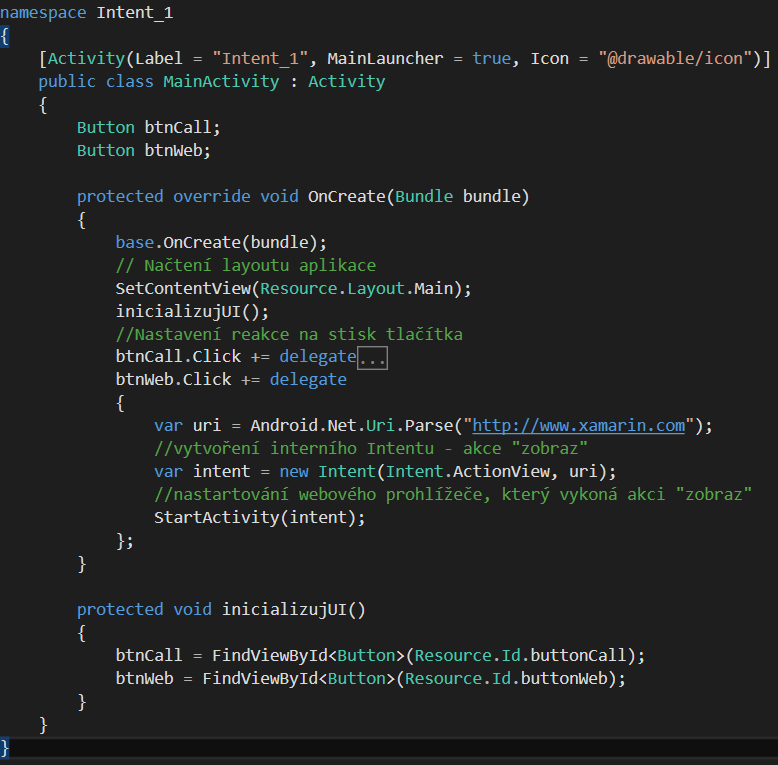 namespace Intent_1
{
    [Activity(Label = "Intent_1", MainLauncher = true, Icon = "@drawable/icon")]
    public class MainActivity : Activity
    {
        Button btnCall;
        Button btnWeb;

        protected override void OnCreate(Bundle bundle)
        {
            base.OnCreate(bundle);
            // Načtení layoutu aplikace
            SetContentView(Resource.Layout.Main);
            inicializujUI();
            //Nastavení reakce na stisk tlačítka
            btnCall.Click += delegate...
            btnWeb.Click += delegate
            {
                var uri = Android.Net.Uri.Parse("http://www.xamarin.com");
                //vytvoření interního Intentu - akce "zobraz"
                var intent = new Intent(Intent.ActionView, uri);
                //nastartování webového prohlížeče, který vykoná akci "zobraz"
                StartActivity(intent);
            };
        }

        protected void inicializujUI()
        {
            btnCall = FindViewById<Button>(Resource.Id.buttonCall);
            btnWeb = FindViewById<Button>(Resource.Id.buttonWeb);
        }
    }
}